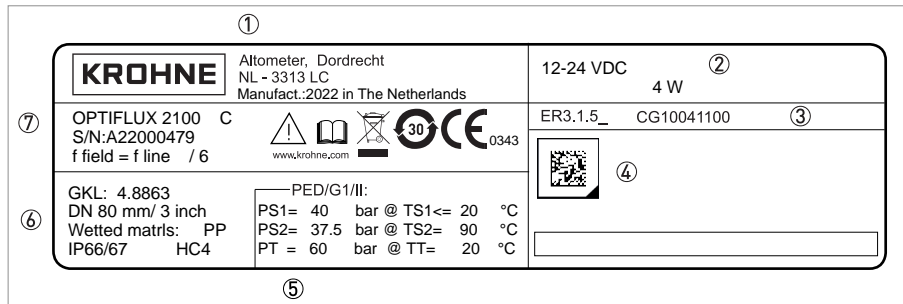 ①
KROHNE
Altometer, Dordrecht
NL - 3313 LC
Manufact.:2022 in The Netherlands
12-24 VDC ②
4 W
⑦
OPTIFLUX 2100 C
S/N:A22000479
f field = f line / 6
www.krohne.com
30
CE 0343
ER3.1.5_ CG10041100 ③
④
⑥
GKL: 4.8863
DN 80 mm/ 3 inch
Wetted matrls: PP
IP66/67 HC4
PED/G1/II:
PS1= 40 bar @ TS1<= 20 °C
PS2= 37.5 bar @ TS2= 90 °C
PT = 60 bar @ TT= 20 °C
⑤